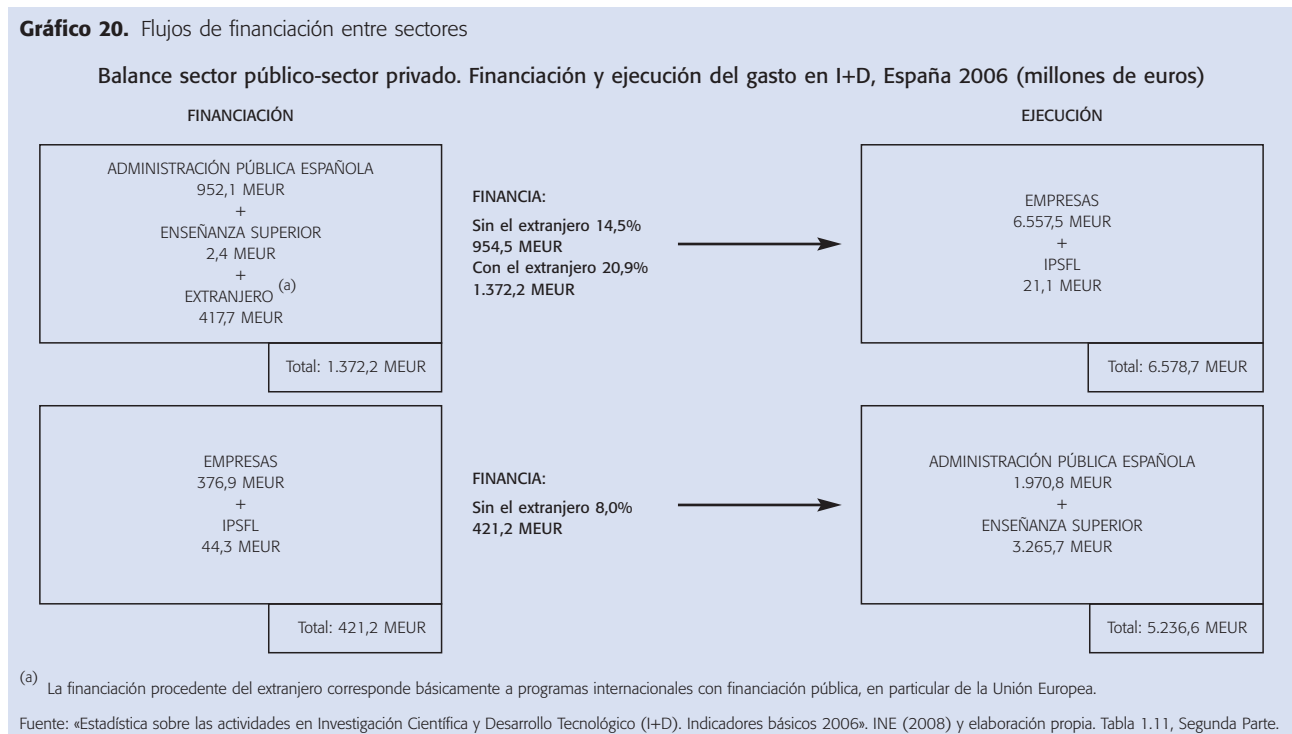 Gráfico 20. Flujos de financiación entre sectores
Balance sector público-sector privado. Financiación y ejecución del gasto en I+D, España 2006 (millones de euros)
FINANCIACIÓN
EJECUCIÓN
ADMINISTRACIÓN PÚBLICA ESPAÑOLA
952,1 MEUR
+
ENSEÑANZA SUPERIOR
2,4 MEUR
+
EXTRANJERO (a)
417,7 MEUR
Total: 1.372,2 MEUR
FINANCIA:
Sin el extranjero 14,5%
954,5 MEUR
Con el extranjero 20,9%
1.372,2 MEUR
EMPRESAS
6.557,5 MEUR
+
IPSFL
21,1 MEUR
Total: 6.578,7 MEUR
EMPRESAS
376,9 MEUR
+
IPSFL
44,3 MEUR
Total: 421,2 MEUR
FINANCIA:
Sin el extranjero 8,0%
421,2 MEUR
ADMINISTRACIÓN PÚBLICA ESPAÑOLA
1.970,8 MEUR
+
ENSEÑANZA SUPERIOR
3.265,7 MEUR
Total: 5.236,6 MEUR
(a) La financiación procedente del extranjero corresponde básicamente a programas internacionales con financiación pública, en particular de la Unión Europea.
Fuente: «Estadística sobre las actividades en Investigación Científica y Desarrollo Tecnológico (I+D). Indicadores básicos 2006». INE (2008) y elaboración propia. Tabla 1.11, Segunda Parte.